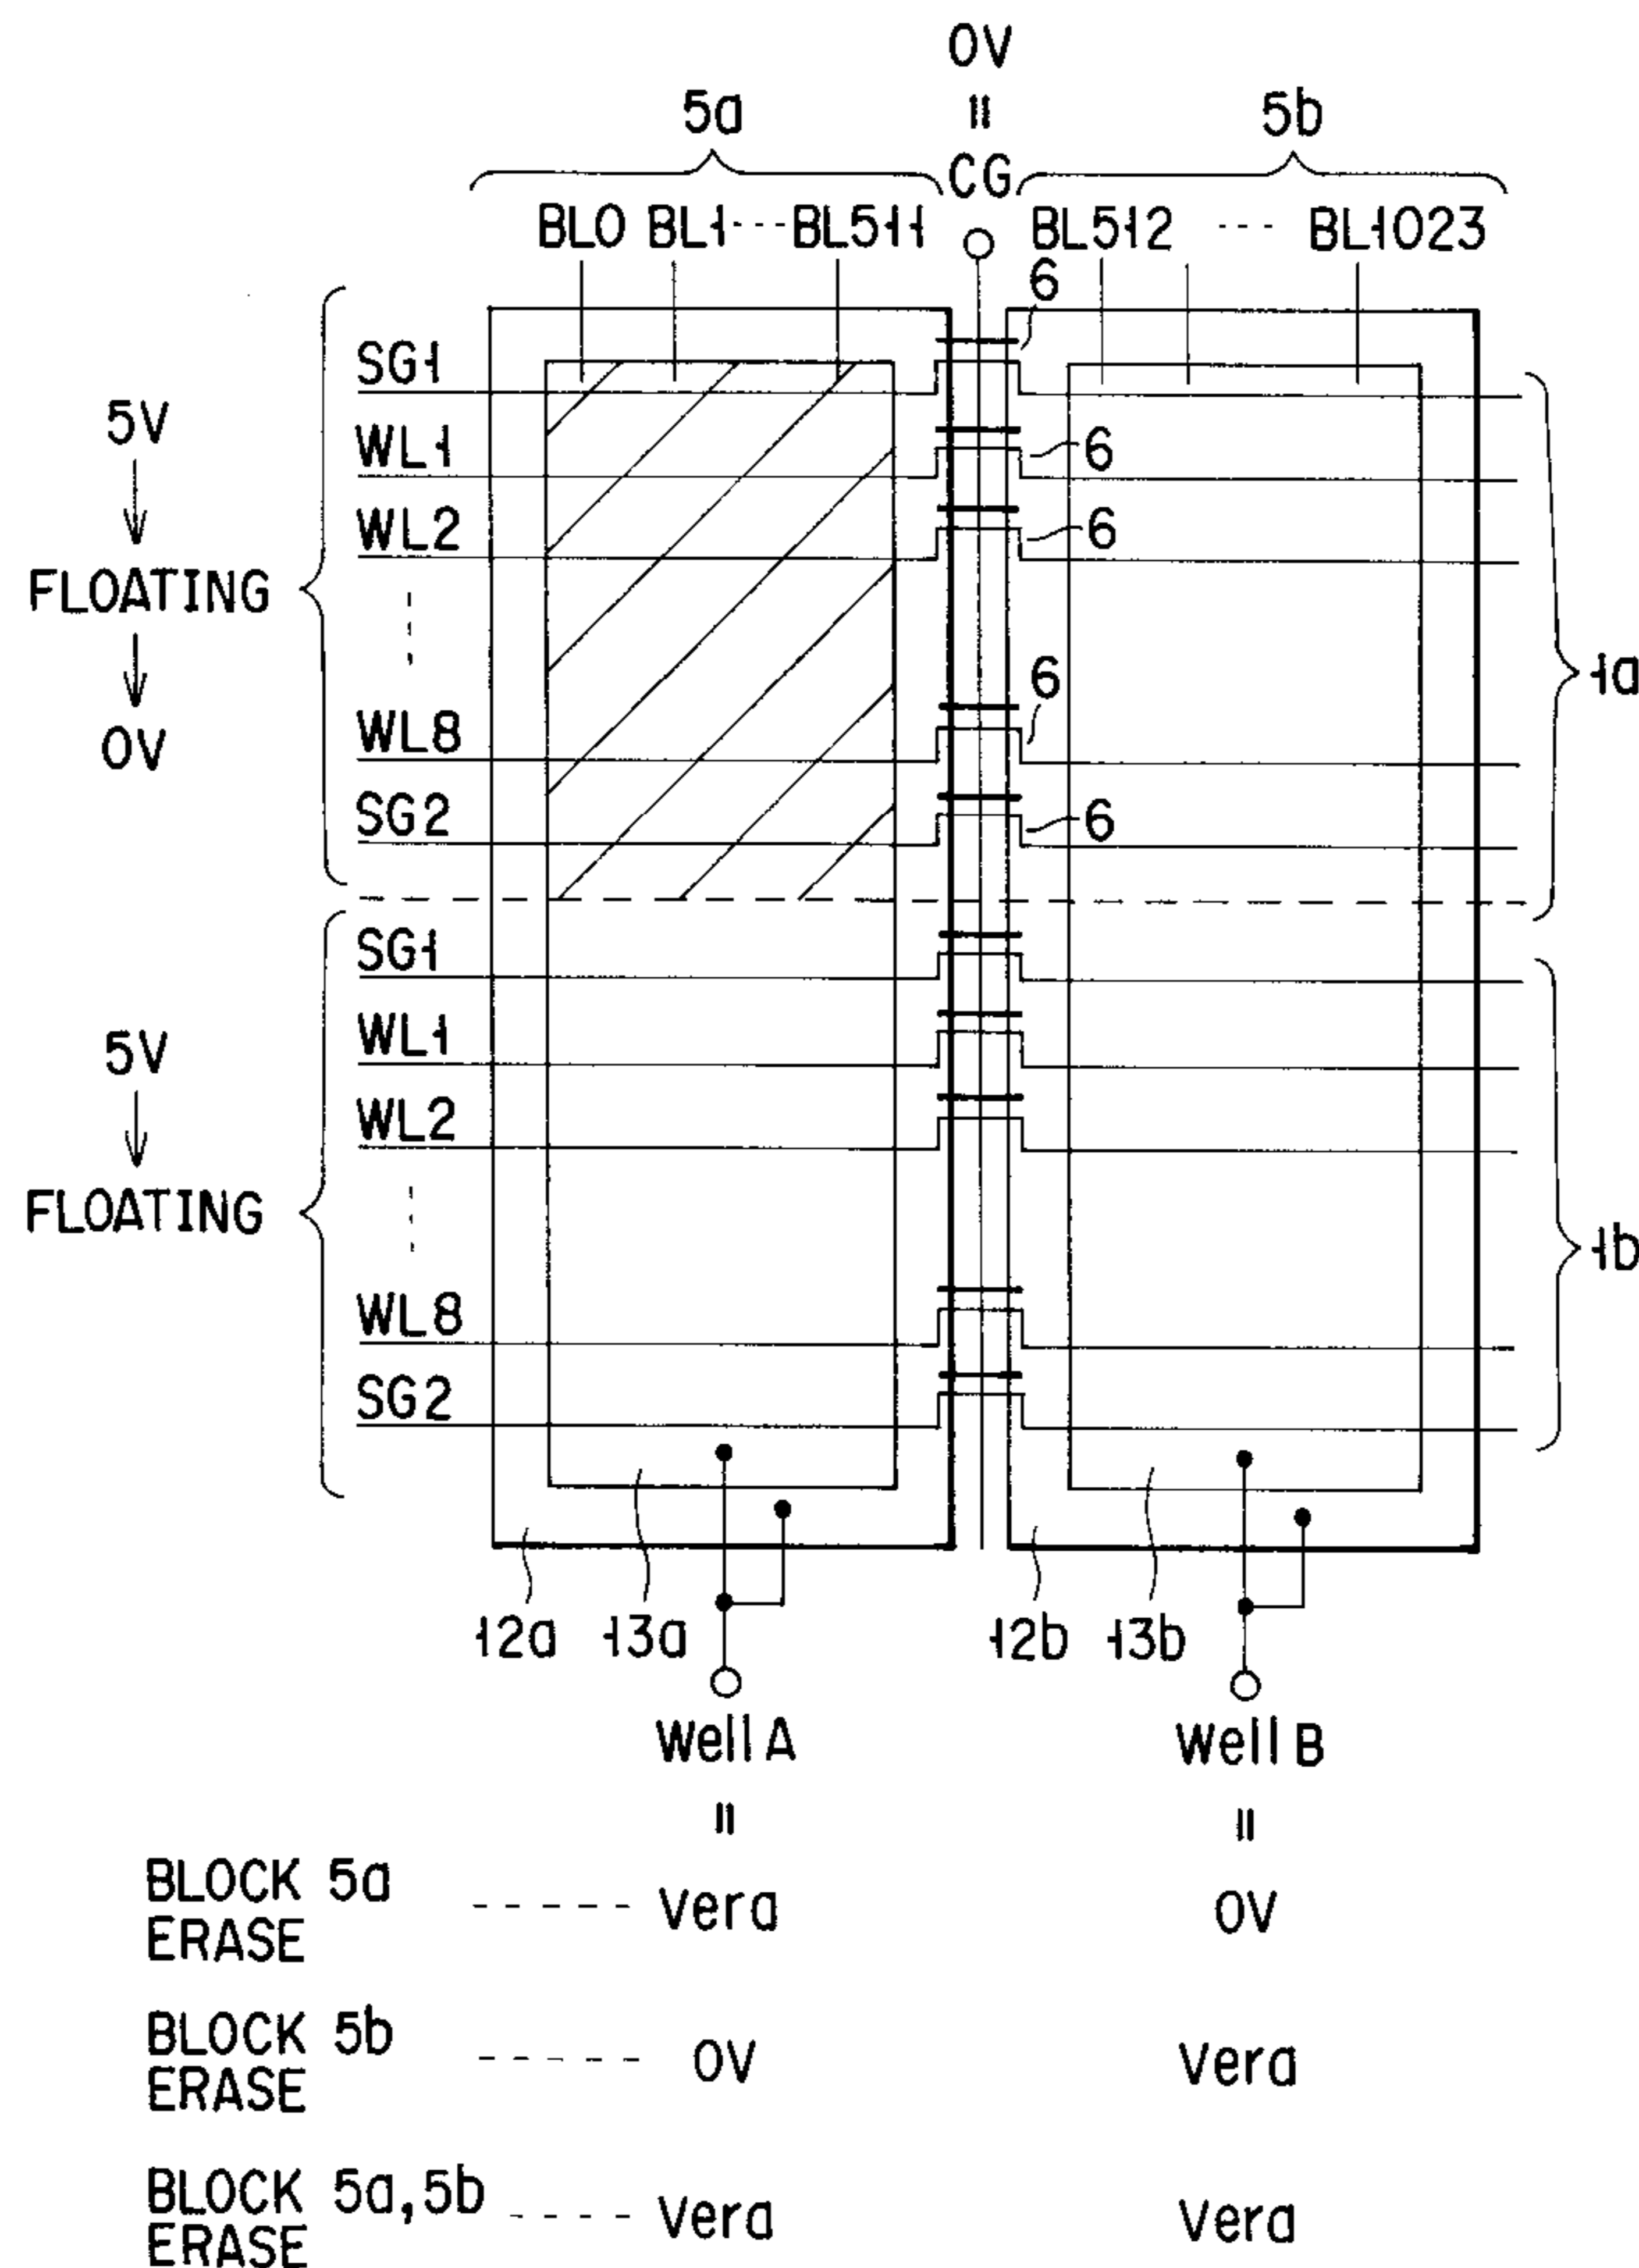 0V
=
5a CG 5b
BL0 BL1---BL511 BL512 --- BL1023
6
SG1
5V
WL1 6
WL2 6
FLOATING
1a
6
0V
WL8
SG2 6
SG1
5V
WL1
WL2
FLOATING
1b
WL8
SG2
12a 13a 12b 13b
Well A Well B
= =
BLOCK 5a
ERASE ----- Vera 0V
BLOCK 5b
ERASE ----- 0V Vera
BLOCK 5a,5b
ERASE ---- Vera Vera